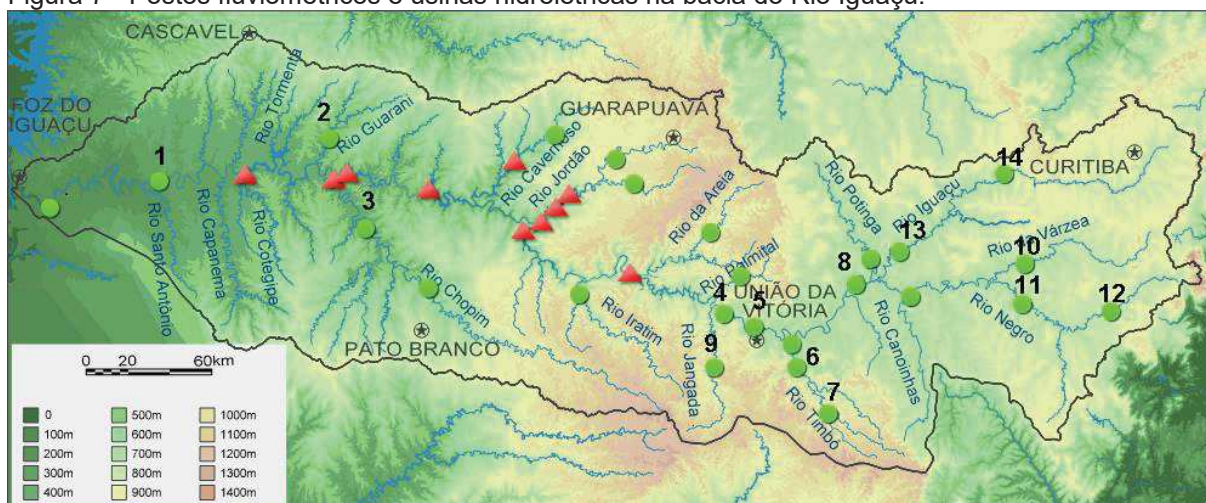 Figura 7 - Postos fluviométricos e usinas hidrelétricas na bacia do Rio Iguaçu.
CASCAVEL
FOZ DO
IGUAÇU
Rio Tormenta
2
Rio Guarani
GUARAPUAVA
14
CURITIBA
1
Rio Cavernoso
Rio Jordão
Rio Potinga
Rio Iguaçu
3
Rio da Areia
13
10
Rio da Várzea
Rio Santo Antônio
Rio Capanema
Rio Cotegipe
Rio Chopim
Rio Palmital
8
11
12
4
UNIÃO DA
VITÓRIA
5
Rio Negro
Rio Iratim
PATO BRANCO
Rio Jangada
9
6
Rio Canoinhas
7
Rio Timbó
0 20 60km
0 500m 1000m
100m 600m 1100m
200m 700m 1200m
300m 800m 1300m
400m 900m 1400m